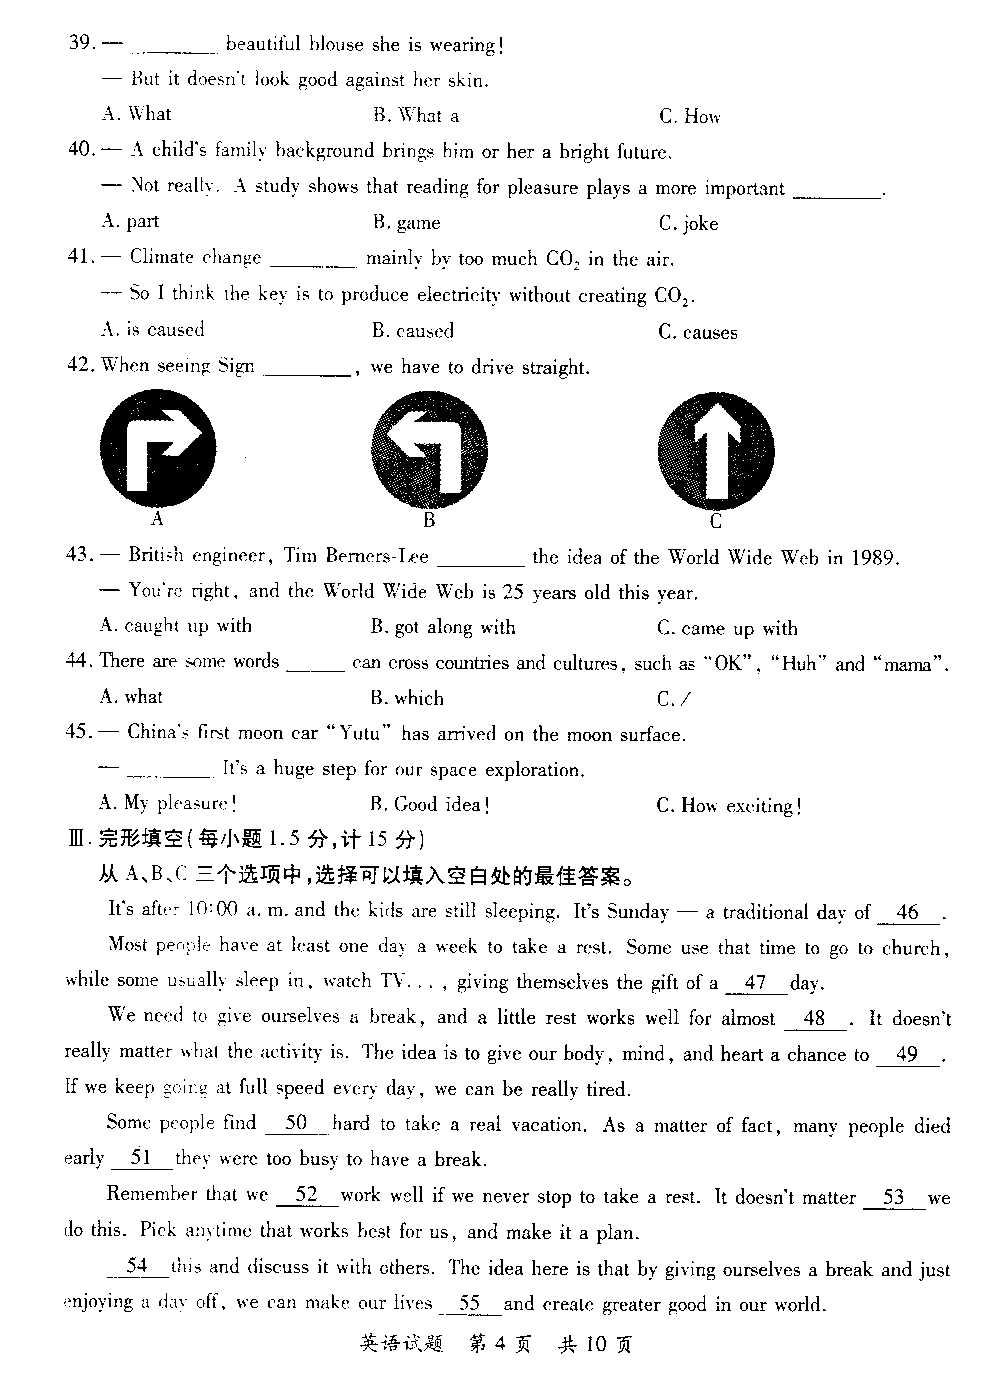 39. — ________ beautiful blouse she is wearing!
— But it doesn't look good against her skin.
A. What B. What a C. How
40. — A child's family background brings him or her a bright future.
— Not really. A study shows that reading for pleasure plays a more important ________.
A. part B. game C. joke
41. — Climate change ________ mainly by too much CO₂ in the air.
— So I think the key is to produce electricity without creating CO₂.
A. is caused B. caused C. causes
42. When seeing Sign ________, we have to drive straight.
A B C
43. — British engineer, Tim Berners-Lee ________ the idea of the World Wide Web in 1989.
— You're right, and the World Wide Web is 25 years old this year.
A. caught up with B. got along with C. came up with
44. There are some words _____ can cross countries and cultures, such as “OK”, “Huh” and “mama”.
A. what B. which C. /
45. — China's first moon car “Yutu” has arrived on the moon surface.
— ________ It's a huge step for our space exploration.
A. My pleasure! B. Good idea! C. How exciting!
Ⅲ. 完形填空(每小题1.5分,计15分)
从A、B、C三个选项中,选择可以填入空白处的最佳答案。
It's after 10:00 a. m. and the kids are still sleeping. It's Sunday — a traditional day of 46 .
Most people have at least one day a week to take a rest. Some use that time to go to church,
while some usually sleep in, watch TV. . . , giving themselves the gift of a 47 day.
We need to give ourselves a break, and a little rest works well for almost 48 . It doesn't
really matter what the activity is. The idea is to give our body, mind, and heart a chance to 49 .
If we keep going at full speed every day, we can be really tired.
Some people find 50 hard to take a real vacation. As a matter of fact, many people died
early 51 they were too busy to have a break.
Remember that we 52 work well if we never stop to take a rest. It doesn't matter 53 we
do this. Pick anytime that works best for us, and make it a plan.
54 this and discuss it with others. The idea here is that by giving ourselves a break and just
enjoying a day off, we can make our lives 55 and create greater good in our world.
英语试题 第4页 共10页